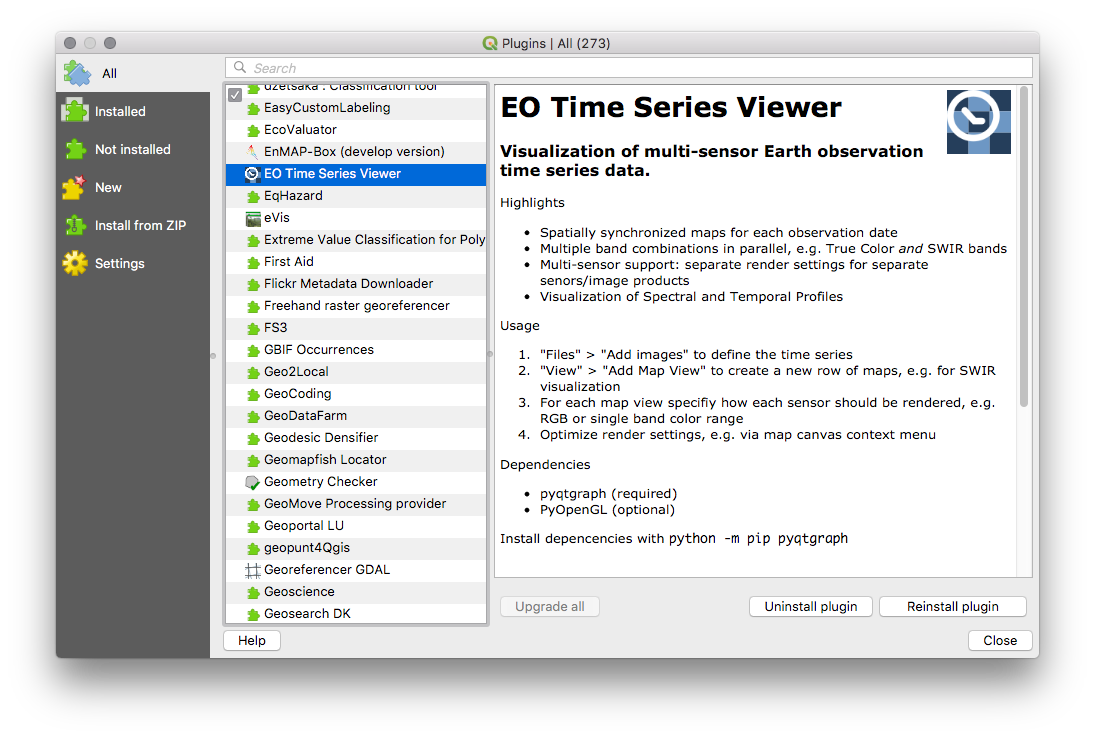 Plugins | All (273)
All
Installed
Not installed
New
Install from ZIP
Settings
Search
dzetsaka : Classification tool
EasyCustomLabeling
EcoValuator
EnMAP-Box (develop version)
EO Time Series Viewer
EqHazard
eVis
Extreme Value Classification for Poly
First Aid
Flickr Metadata Downloader
Freehand raster georeferencer
FS3
GBIF Occurrences
Geo2Local
GeoCoding
GeoDataFarm
Geodesic Densifier
Geomapfish Locator
Geometry Checker
GeoMove Processing provider
Geoportal LU
geopunt4Qgis
Georeferencer GDAL
Geoscience
Geosearch DK
EO Time Series Viewer
Visualization of multi-sensor Earth observation
time series data.
Highlights
• Spatially synchronized maps for each observation date
• Multiple band combinations in parallel, e.g. True Color and SWIR bands
• Multi-sensor support: separate render settings for separate
senors/image products
• Visualization of Spectral and Temporal Profiles
Usage
1. "Files" > "Add images" to define the time series
2. "View" > "Add Map View" to create a new row of maps, e.g. for SWIR
visualization
3. For each map view specifiy how each sensor should be rendered, e.g.
RGB or single band color range
4. Optimize render settings, e.g. via map canvas context menu
Dependencies
• pyqtgraph (required)
• PyOpenGL (optional)
Install depencencies with python -m pip pyqtgraph
Upgrade all
Uninstall plugin
Reinstall plugin
Help
Close